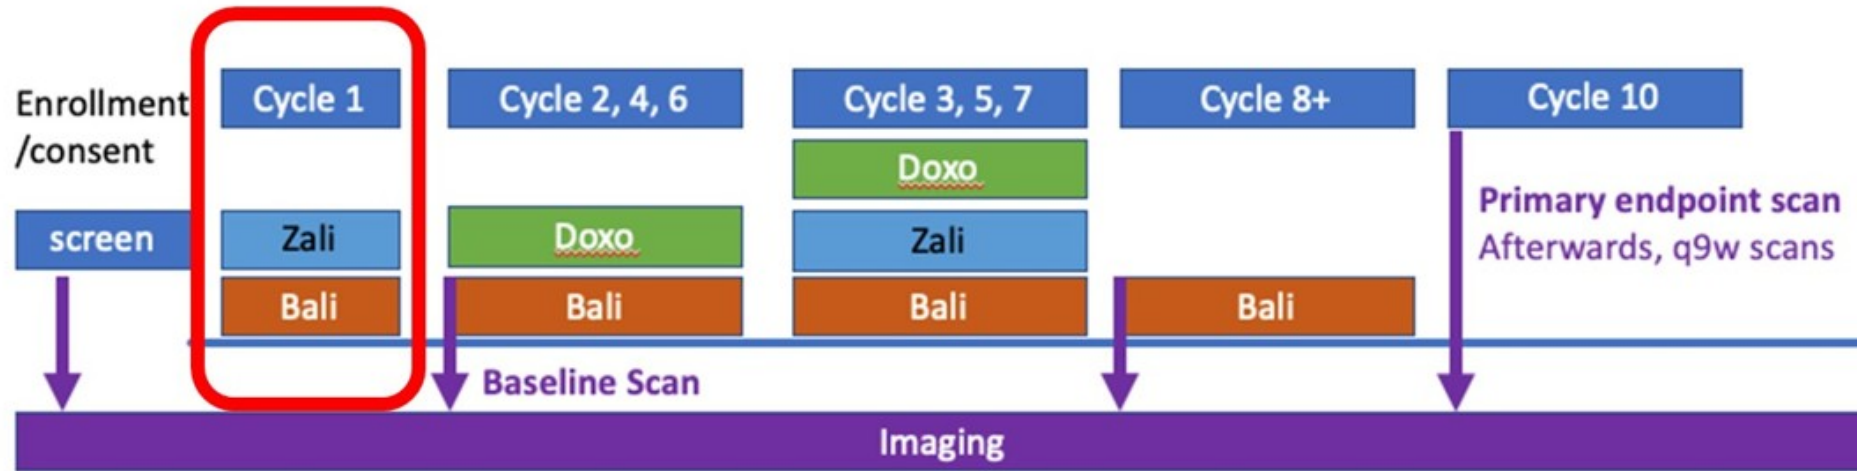 Enrollment
/consent
Cycle 1
Cycle 2, 4, 6
Cycle 3, 5, 7
Cycle 8+
Cycle 10
Doxo
screen
Zali
Doxo
Zali
Primary endpoint scan
Afterwards, q9w scans
Bali
Bali
Bali
Bali
Baseline Scan
Imaging